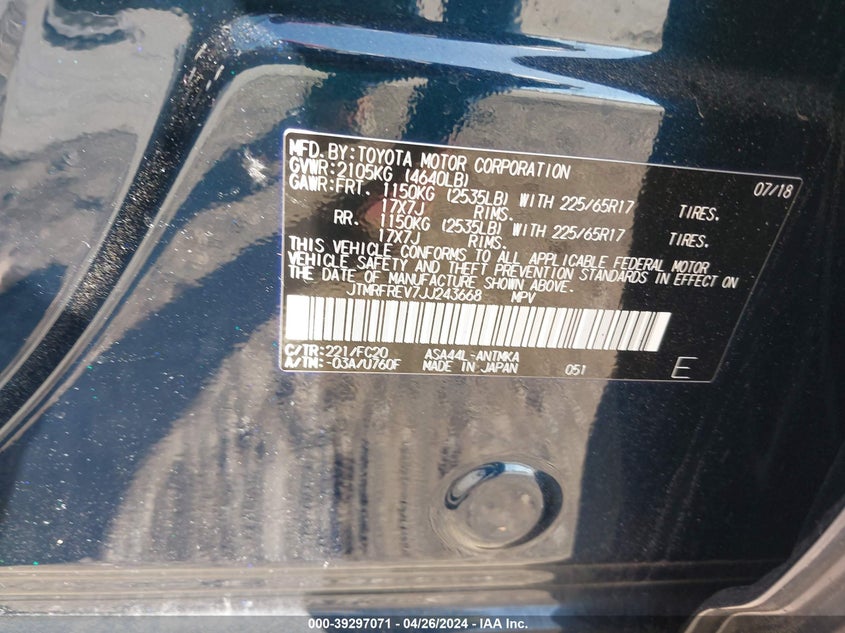 MFD. BY: TOYOTA MOTOR CORPORATION 07/18
GVWR: 2105KG (4640LB)
GAWR: FRT. 1150KG (2535LB) WITH 225/65R17 TIRES.
17X7J RIMS.
RR. 1150KG (2535LB) WITH 225/65R17 TIRES.
17X7J RIMS.
THIS VEHICLE CONFORMS TO ALL APPLICABLE FEDERAL MOTOR
VEHICLE SAFETY AND THEFT PREVENTION STANDARDS IN EFFECT ON
THE DATE OF MANUFACTURE SHOWN ABOVE.
JTMRFREV7JJ243668 MPV
C/TR: 221/FC20 ASA44L-ANTMKA
A/TM: -03A/U760F MADE IN JAPAN 051 E
000-39297071 | 04/26/2024 | IAA Inc.